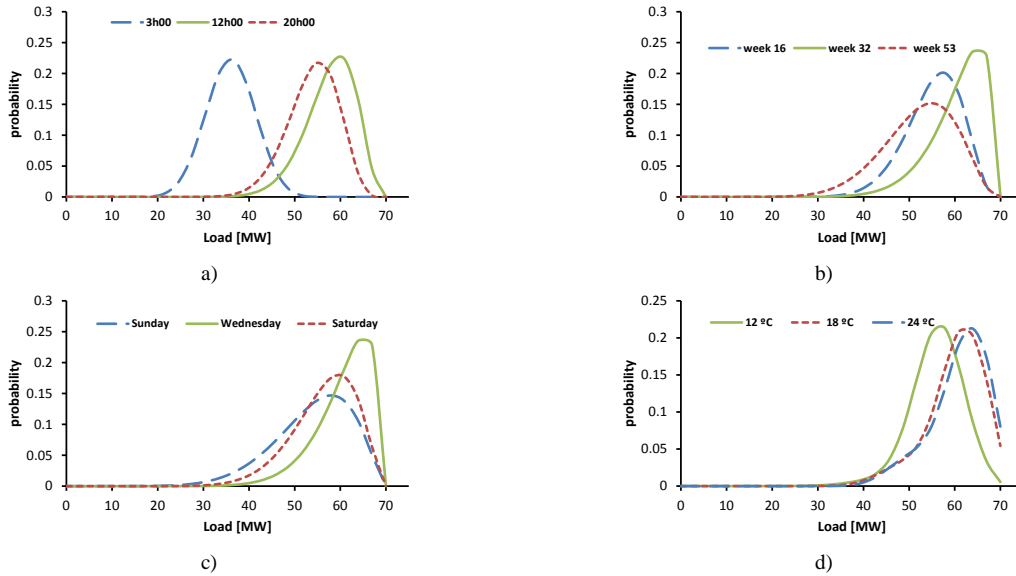 3h00 12h00 20h00
probability
0.3
0.25
0.2
0.15
0.1
0.05
0
0 10 20 30 40 50 60 70
Load [MW]
a)
week 16 week 32 week 53
probability
0.3
0.25
0.2
0.15
0.1
0.05
0
0 10 20 30 40 50 60 70
Load [MW]
b)
Sunday Wednesday Saturday
probability
0.3
0.25
0.2
0.15
0.1
0.05
0
0 10 20 30 40 50 60 70
Load [MW]
c)
12 ºC 18 ºC 24 ºC
probability
0.25
0.2
0.15
0.1
0.05
0
0 10 20 30 40 50 60 70
Load [MW]
d)